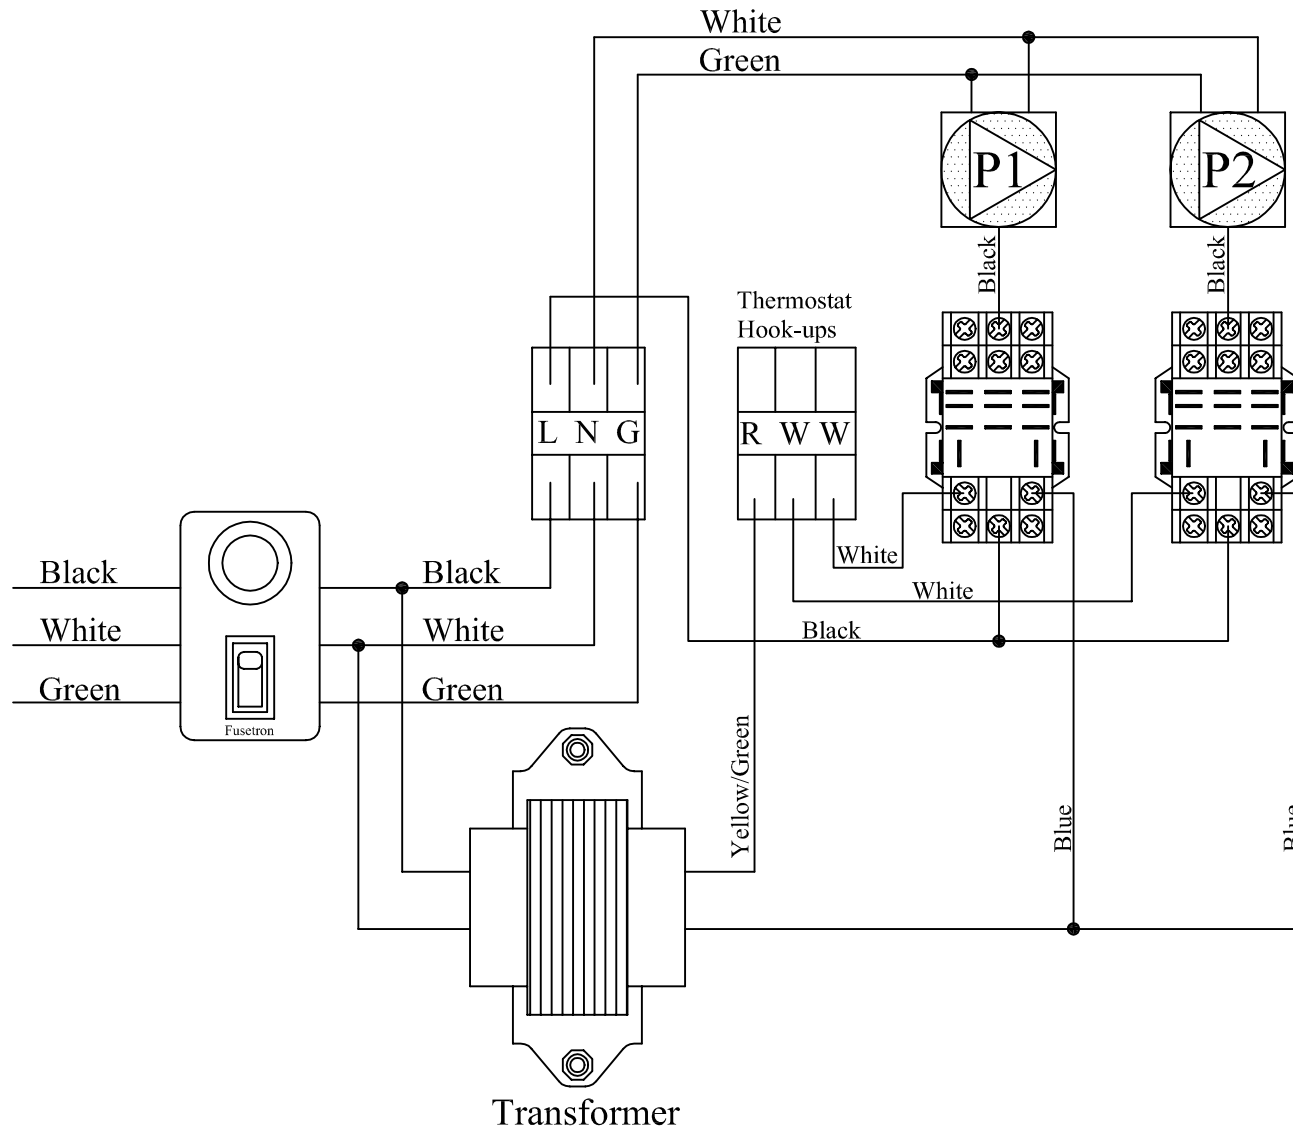 White
Green
P1
P2
Black
Black
Thermostat
Hook-ups
L N G
R W W
White
White
Black
Black
Black
White
White
Green
Green
Fusetron
Yellow/Green
Blue
Blue
Transformer